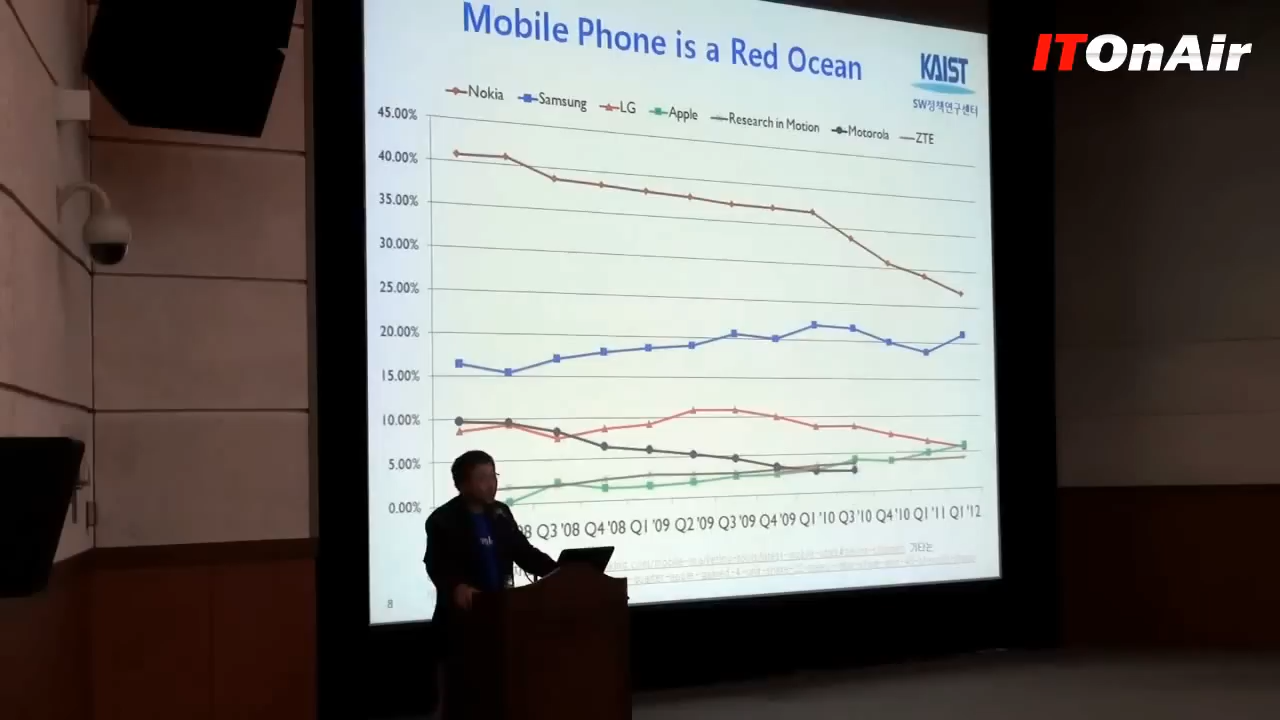 Mobile Phone is a Red Ocean
ITOnAir
KAIST
SW정책연구센터
Nokia Samsung LG Apple Research in Motion Motorola ZTE
45.00%
40.00%
35.00%
30.00%
25.00%
20.00%
15.00%
10.00%
5.00%
0.00%
Q3 '08 Q4 '08 Q1 '09 Q2 '09 Q3 '09 Q4 '09 Q1 '10 Q3 '10 Q4 '10 Q1 '11 Q1 '12
기타는
8